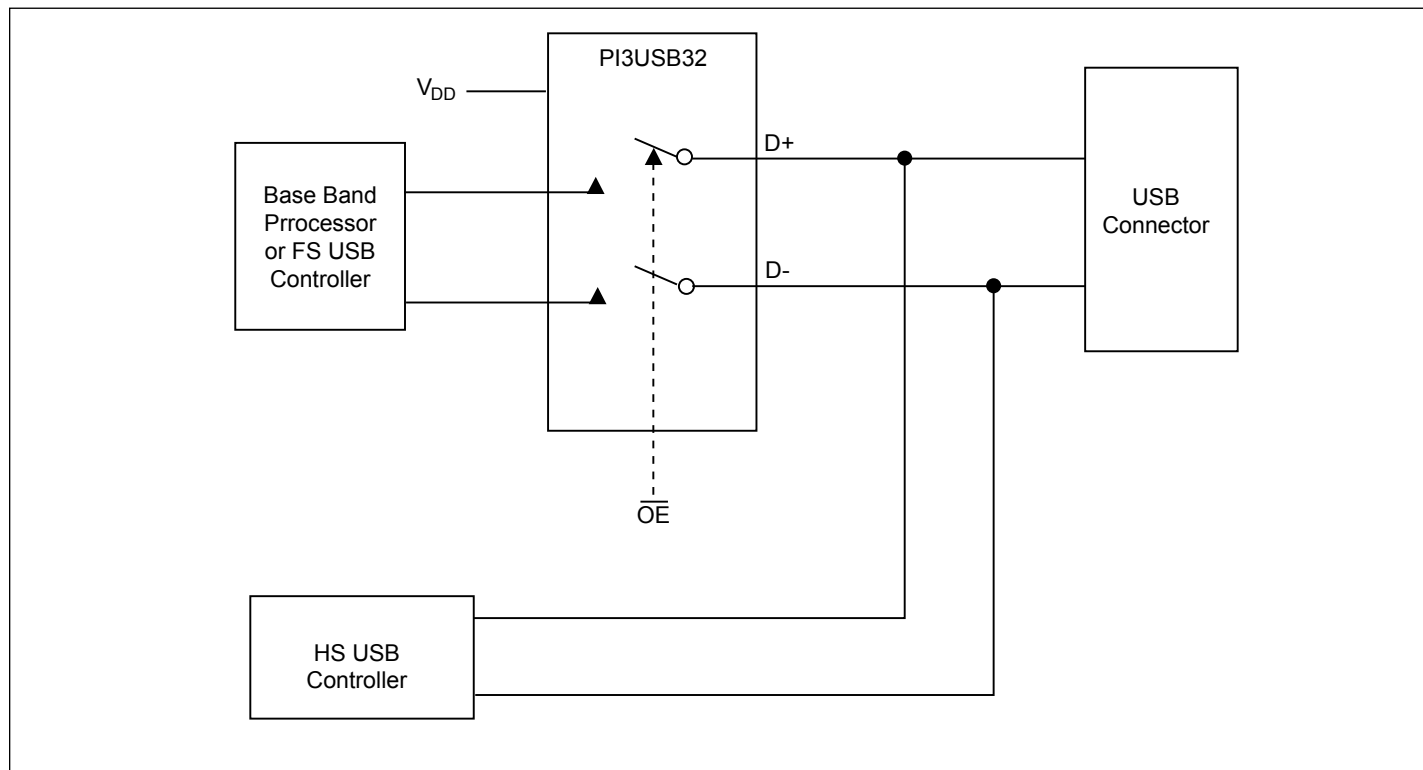 PI3USB32
VDD
D+
Base Band
Prrocessor
or FS USB
Controller
USB
Connector
D-
OE
HS USB
Controller